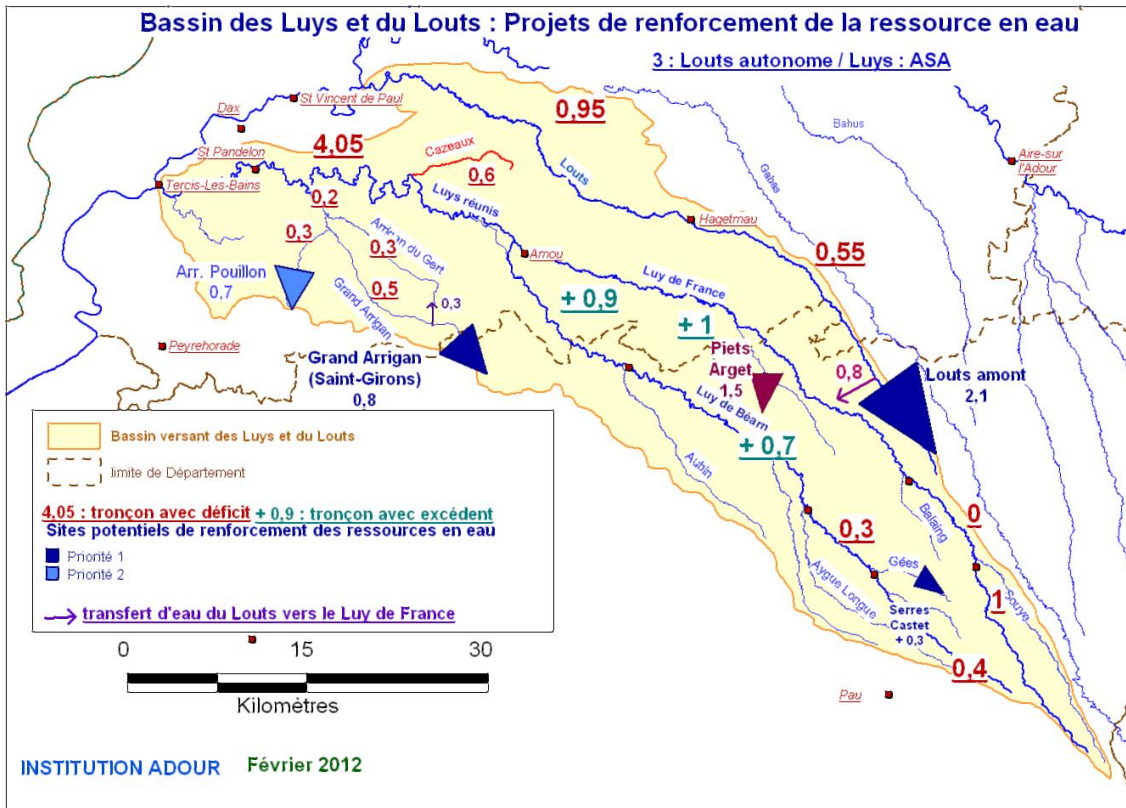 Bassin des Luys et du Louts : Projets de renforcement de la ressource en eau
3 : Louts autonome / Luys : ASA
St Vincent de Paul
Dax
0,95
Bahus
4,05
St Pandelon
Cazeaux
Gabas
Aire-sur
l'Adour
0,6
Louts
Tercis-Les-Bains
Luys réunis
0,2
Hagetmau
0,3
Arrigan du Gert
0,3
Amou
0,55
Arr. Pouillon
0,7
0,5
Grand Arrigan
0,3
Luy de France
+ 0,9
+ 1
Peyrehorade
Grand Arrigan
(Saint-Girons)
0,8
Piets
Arget
1,5
0,8
Louts amont
2,1
Luy de Béarn
+ 0,7
Aubin
Bassin versant des Luys et du Louts
limite de Département
4,05 : tronçon avec déficit + 0,9 : tronçon avec excédent
Sites potentiels de renforcement des ressources en eau
Priorité 1
Priorité 2
transfert d'eau du Louts vers le Luy de France
0,3
Balaing
0
Gées
Aygue Longue
Souye
1
Serres
Castet
+ 0,3
0,4
Pau
0 15 30
Kilomètres
INSTITUTION ADOUR Février 2012